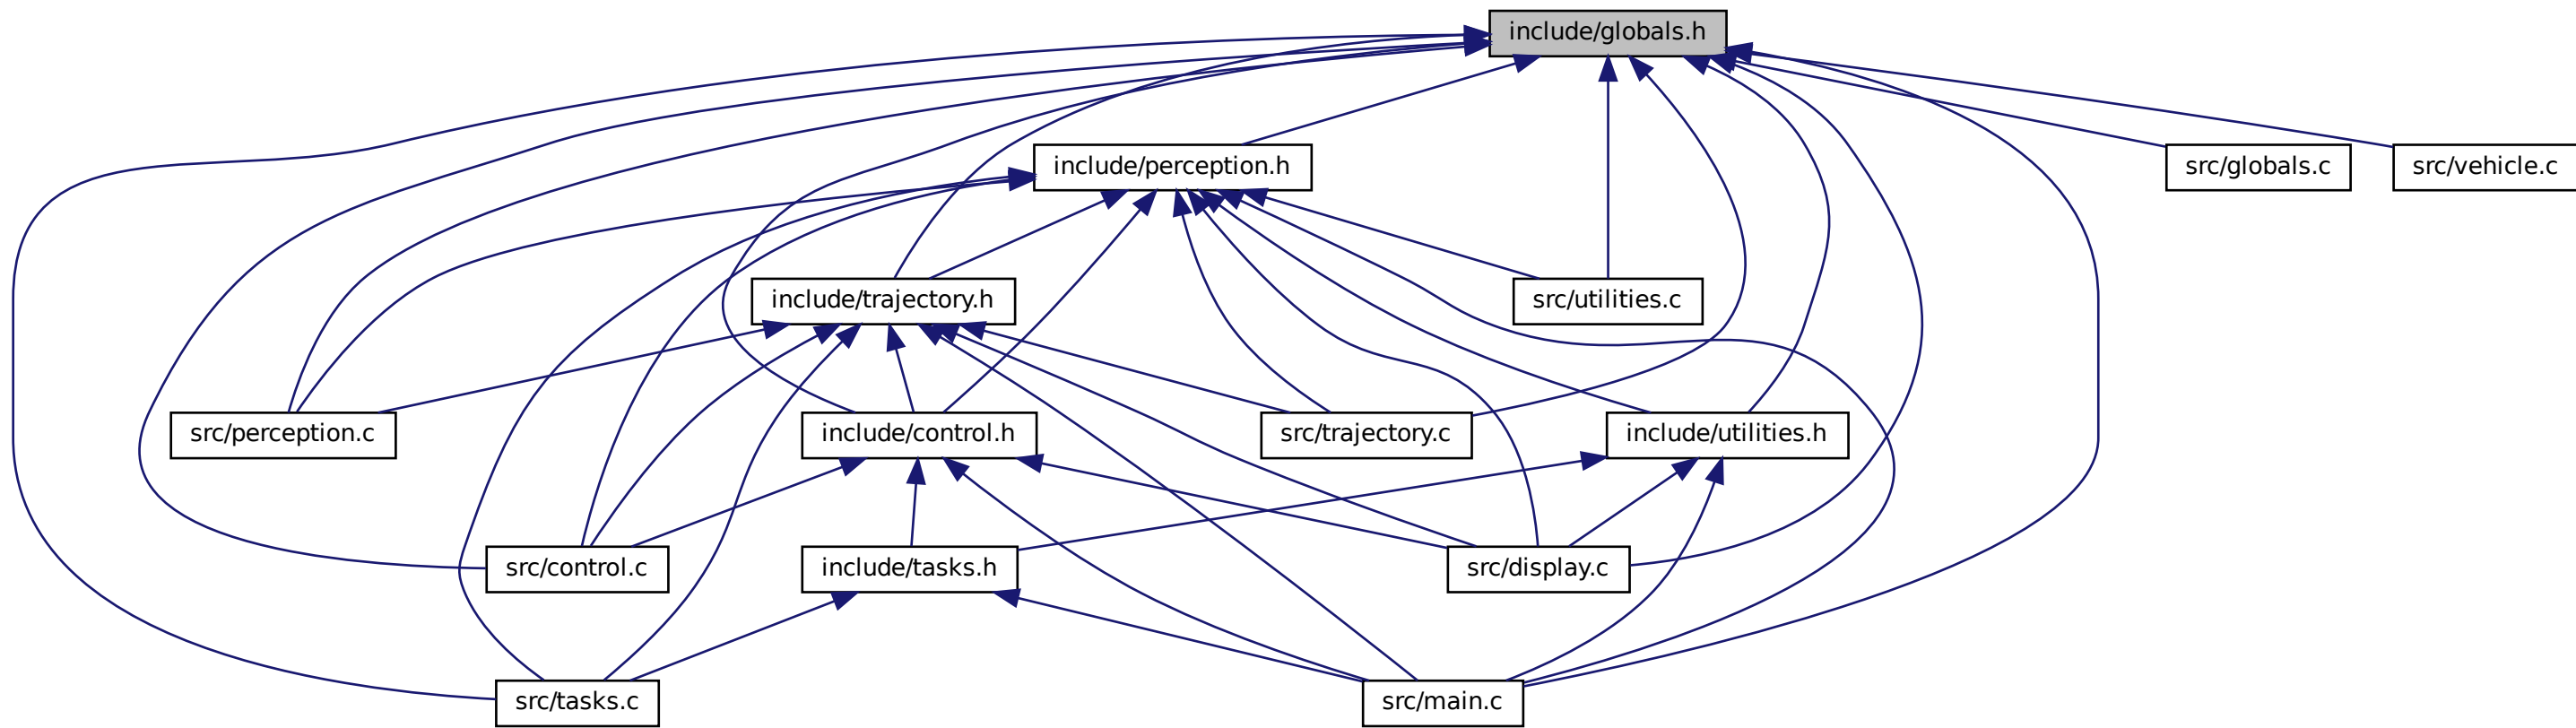 include/globals.h
include/perception.h
src/globals.c
src/vehicle.c
include/trajectory.h
src/utilities.c
src/perception.c
include/control.h
src/trajectory.c
include/utilities.h
src/control.c
include/tasks.h
src/display.c
src/tasks.c
src/main.c